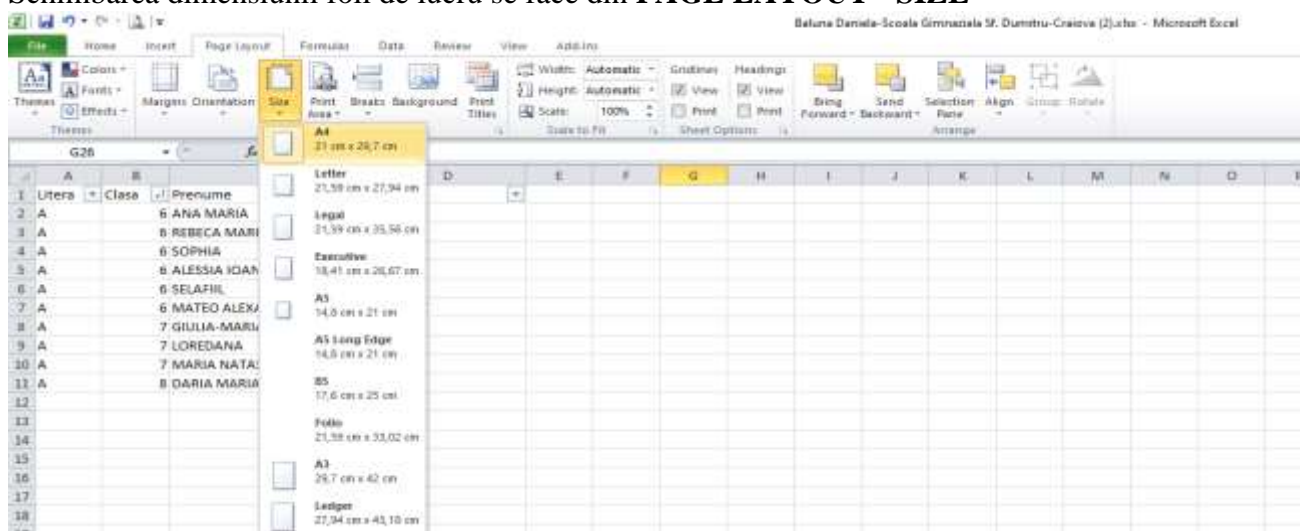 Schimbarea dimensiunii foii de lucru se face din PAGE LAYOUT - SIZE
Baluna Daniela-Scoala Gimnaziala Sf. Dumitru-Craiova (2).xlsx - Microsoft Excel
File Home Insert Page Layout Formulas Data Review View Add-Ins
Themes Colors Fonts Effects
Margins Orientation Size Print Area Breaks Background Print Titles
Width: Automatic
Height: Automatic
Scale: 100%
Gridlines View Print
Headings View Print
Bring Forward Send Backward Selection Pane Align Group Rotate
Themes Scale to Fit Sheet Options Arrange
G26
A4
21 cm x 29,7 cm
Letter
21,59 cm x 27,94 cm
Legal
21,59 cm x 35,56 cm
Executive
18,41 cm x 26,67 cm
A5
14,8 cm x 21 cm
A5 Long Edge
14,8 cm x 21 cm
B5
17,6 cm x 25 cm
Folio
21,59 cm x 33,02 cm
A3
29,7 cm x 42 cm
Ledger
27,94 cm x 43,18 cm
A B D E F G H I J K L M N O
1 Litera Clasa Prenume
2 A 6 ANA MARIA
3 A 6 REBECA MARI
4 A 6 SOPHIA
5 A 6 ALESSIA IOAN
6 A 6 SELAFIIL
7 A 6 MATEO ALEXA
8 A 7 GIULIA-MARIA
9 A 7 LOREDANA
10 A 7 MARIA NATA
11 A 8 DARIA MARIA
12
13
14
15
16
17
18